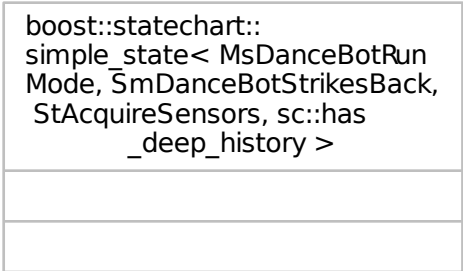 boost::statechart::
simple_state< MsDanceBotRun
Mode, SmDanceBotStrikesBack,
StAcquireSensors, sc::has
_deep_history >